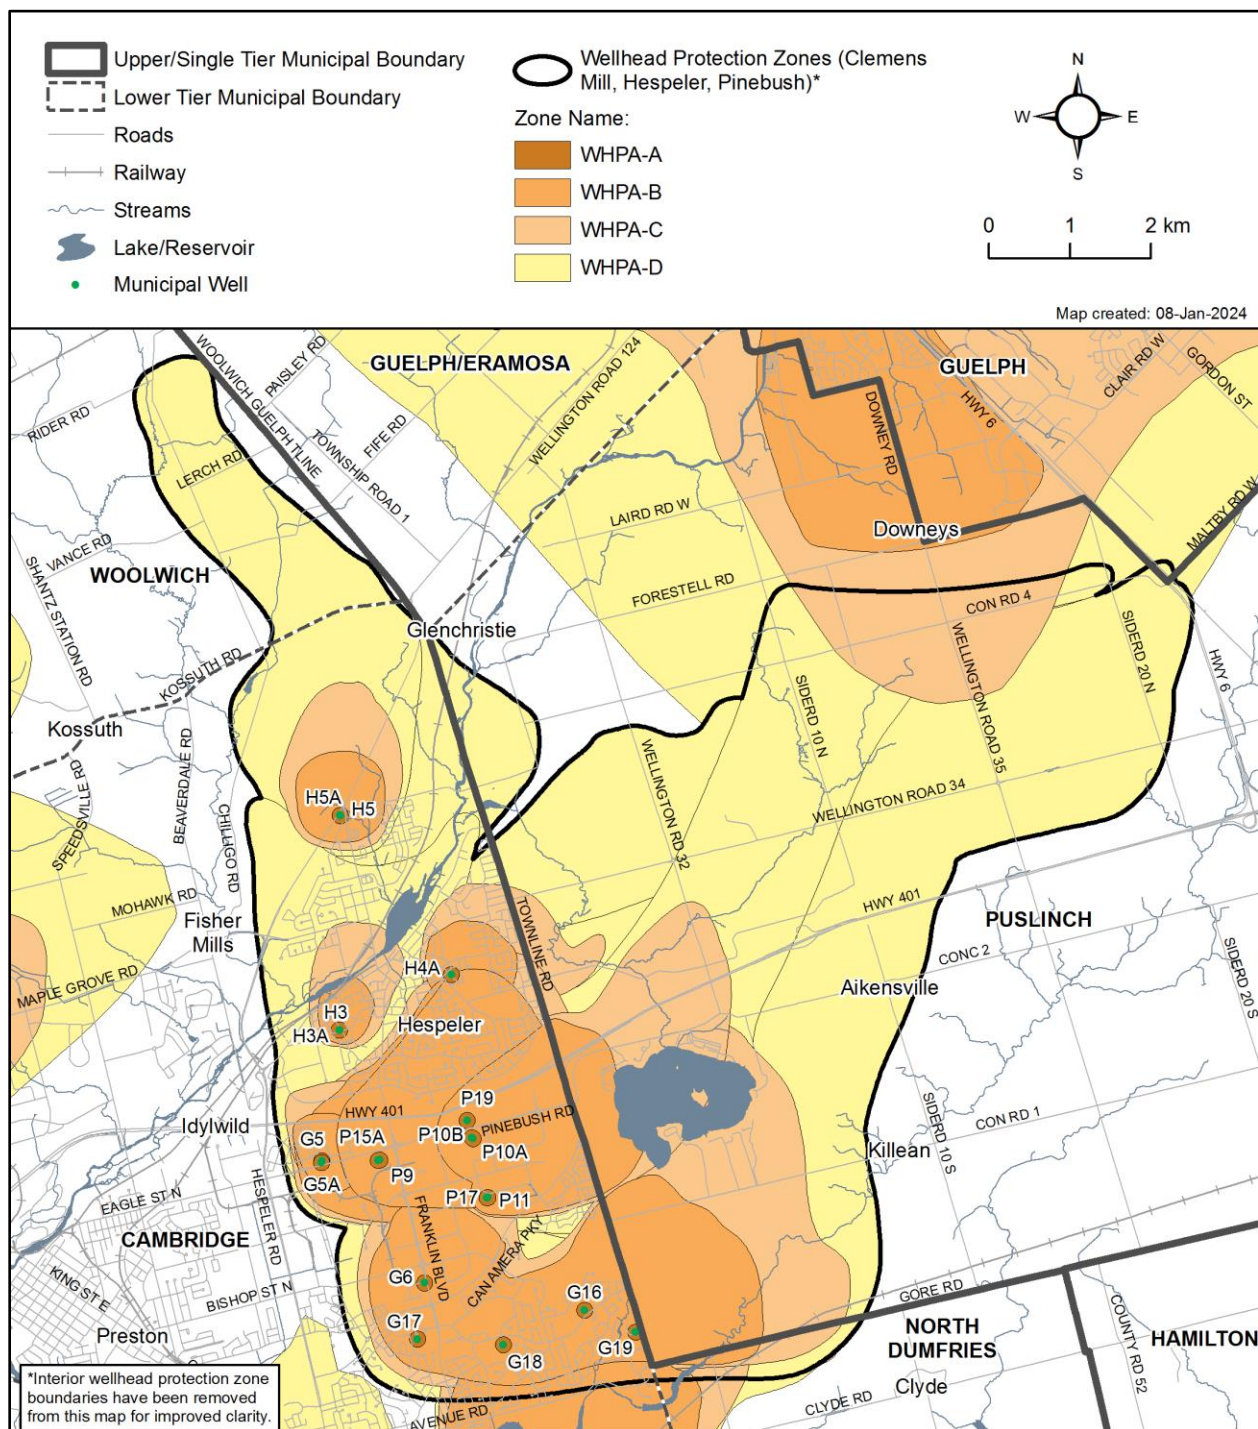 Upper/Single Tier Municipal Boundary
Lower Tier Municipal Boundary
Roads
Railway
Streams
Lake/Reservoir
Municipal Well
Wellhead Protection Zones (Clemens
Mill, Hespeler, Pinebush)*
Zone Name:
WHPA-A
WHPA-B
WHPA-C
WHPA-D
N
W
E
S
0
1
2 km
Map created: 08-Jan-2024
WOOLWICH GUELPH TLINE
PAISLEY RD
GUELPH/ERAMOSA
WELLINGTON ROAD 124
GUELPH
CLAIR RD W
GORDON ST
HWY 6
DOWNEY RD
RIDER RD
LERCH RD
TOWNSHIP ROAD 1
FIFE RD
LAIRD RD W
Downeys
MALTBY RD W
VANCE RD
WOOLWICH
SHANTZ STATION RD
FORESTELL RD
CON RD 4
Glenchristie
KOSSUTH RD
Kossuth
SIDERD 10 N
WELLINGTON ROAD 35
SIDERD 20 N
HWY 6
SPEEDSVILLE RD
BEAVERDALE RD
CHILLIGO RD
H5A
H5
WELLINGTON RD 32
WELLINGTON ROAD 34
MOHAWK RD
Fisher
Mills
TOWNLINE RD
HWY 401
PUSLINCH
CONC 2
MAPLE GROVE RD
H4A
Aikensville
SIDERD 20 S
H3
H3A
Hespeler
HWY 401
P19
PINEBUSH RD
Idylwild
G5
P15A
P10B
P10A
SIDERD 10 S
CON RD 1
Killean
G5A
P9
EAGLE ST N
HESPELER RD
P17
P11
FRANKLIN BLVD
CAN AMERA PKY
CAMBRIDGE
KING ST E
BISHOP ST N
G6
G16
GORE RD
Preston
G17
G18
G19
NORTH
DUMFRIES
COUNTY RD 52
HAMILTON
Clyde
CLYDE RD
AVENUE RD
*Interior wellhead protection zone
boundaries have been removed
from this map for improved clarity.